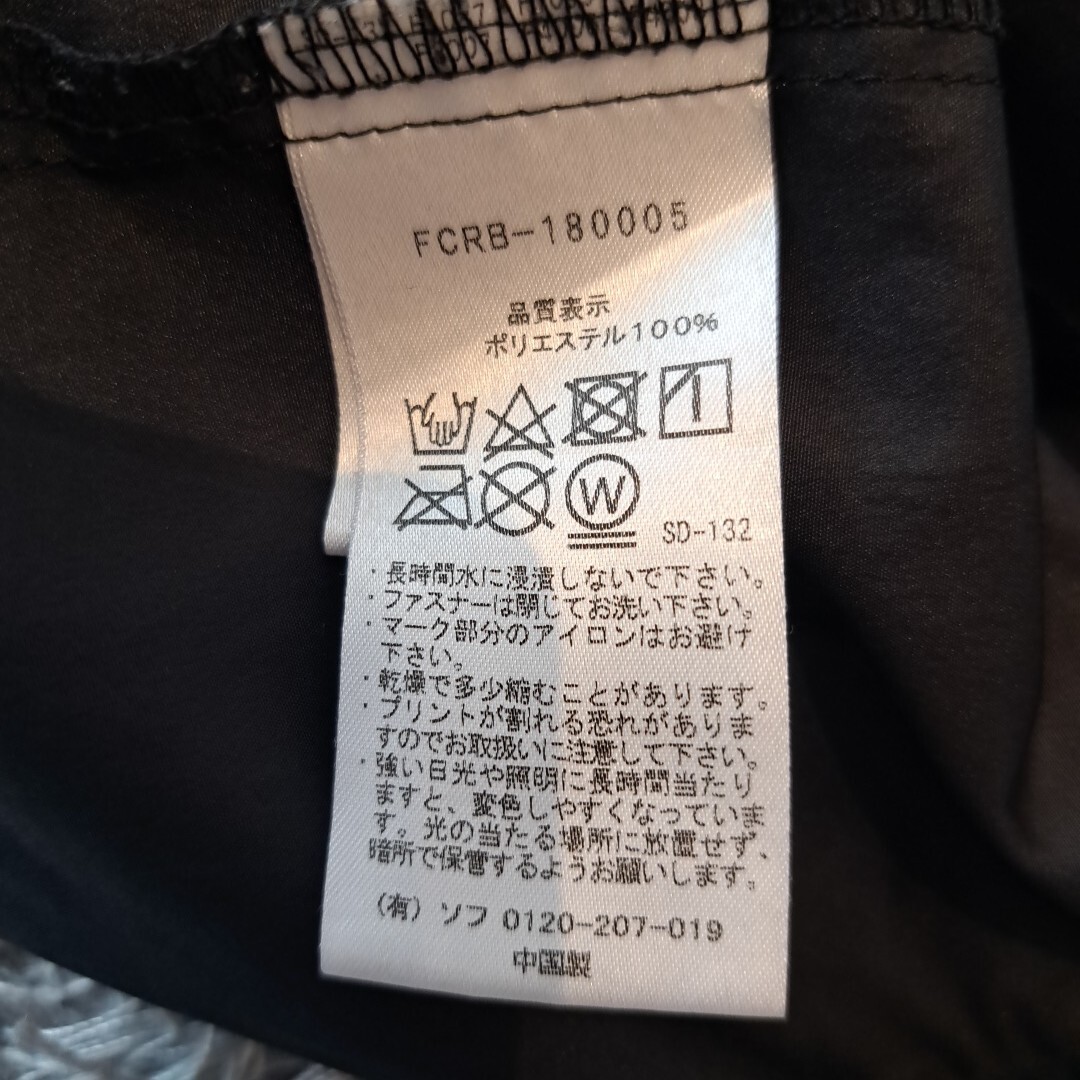 FCRB-180005
品質表示
ポリエステル100%
W
SD-132
・長時間水に浸漬しないで下さい。
・ファスナーは閉じてお洗い下さい。
・マーク部分のアイロンはお避け
下さい。
・乾燥で多少縮むことがあります。
・プリントが割れる恐れがありま
すのでお取扱いに注意して下さい。
・強い日光や照明に長時間当たり
ますと、変色しやすくなっていま
す。光の当たる場所に放置せず、
暗所で保管するようお願いします。
(有) ソフ 0120-207-019
中国製